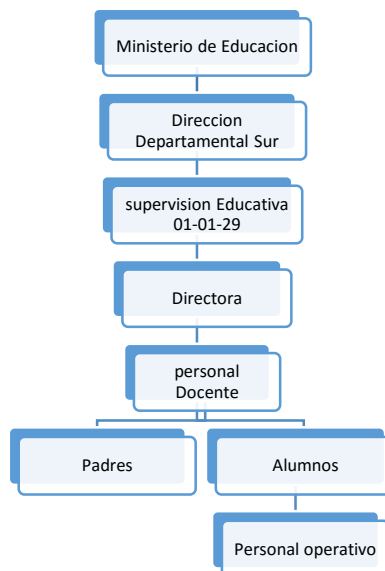 Ministerio de Educacion
Direccion
Departamental Sur
supervision Educativa
01-01-29
Directora
personal
Docente
Padres
Alumnos
Personal operativo